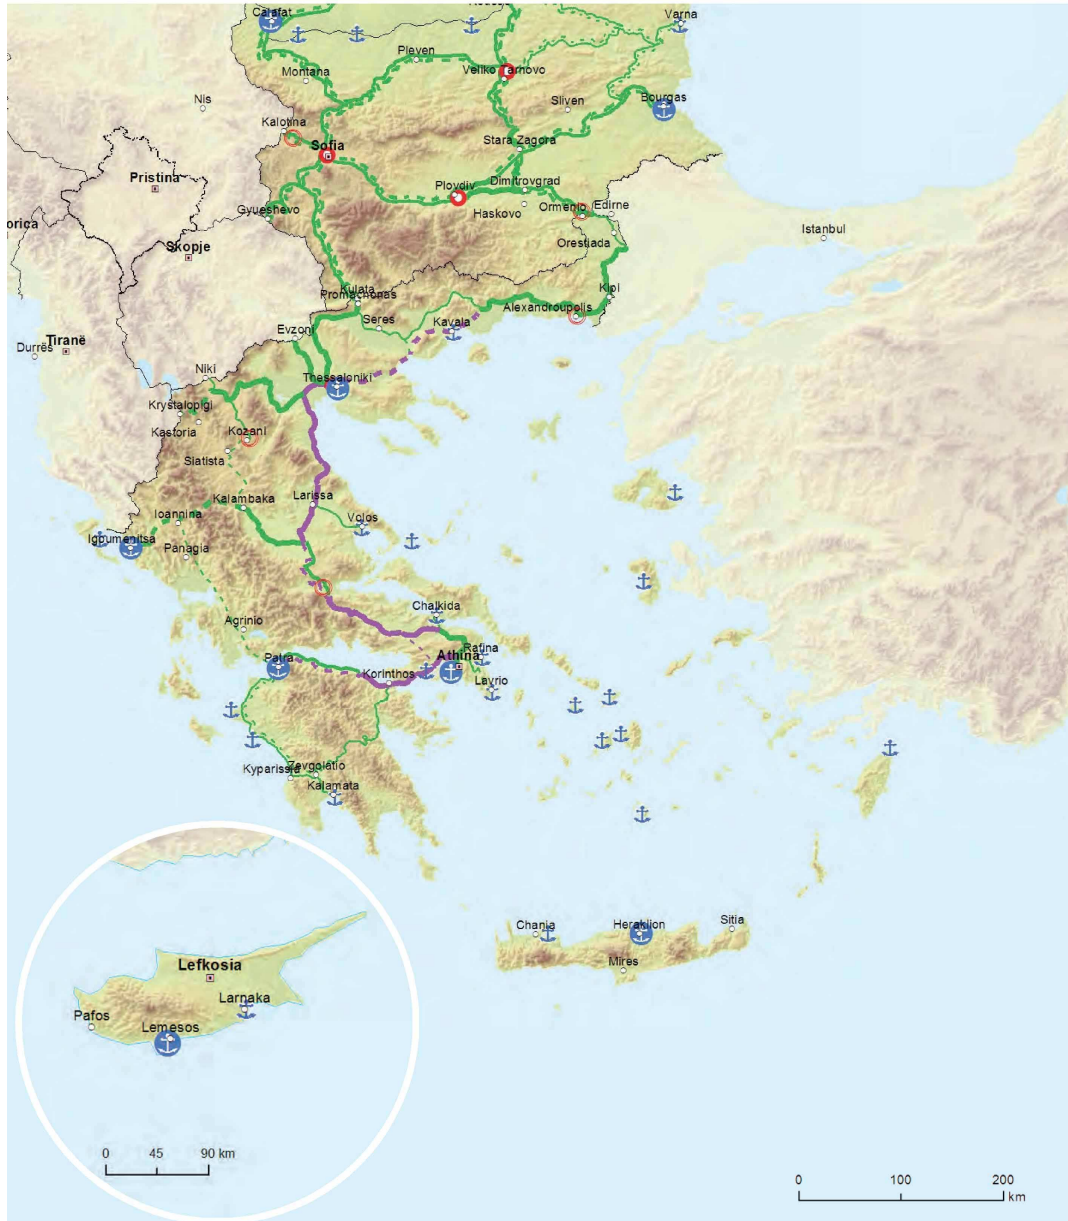 Calafat
Varna
Pleven
Montana
Veliko Tarnovo
Nis
Sliven
Bourgas
Kalotina
Sofia
Stara Zagora
Pristina
Plovdiv
Dimitrovgrad
Gyueshevo
Haskovo
Ormenio
Edirne
orica
Istanbul
Skopje
Orestiada
Kulata
Promachonas
Kipi
Alexandroupolis
Seres
Kavala
Evzoni
Tiranë
Durrës
Niki
Thessaloniki
Krystalopigi
Kastoria
Kozani
Siatista
Kalambaka
Larissa
Ioannina
Volos
Igoumenitsa
Panagia
Chalkida
Agrinio
Rafina
Athina
Patra
Korinthos
Lavrio
Zevgolatio
Kyparissia
Kalamata
Chania
Heraklion
Sitia
Mires
Lefkosia
Larnaka
Pafos
Lemesos
0 45 90 km
0 100 200
km